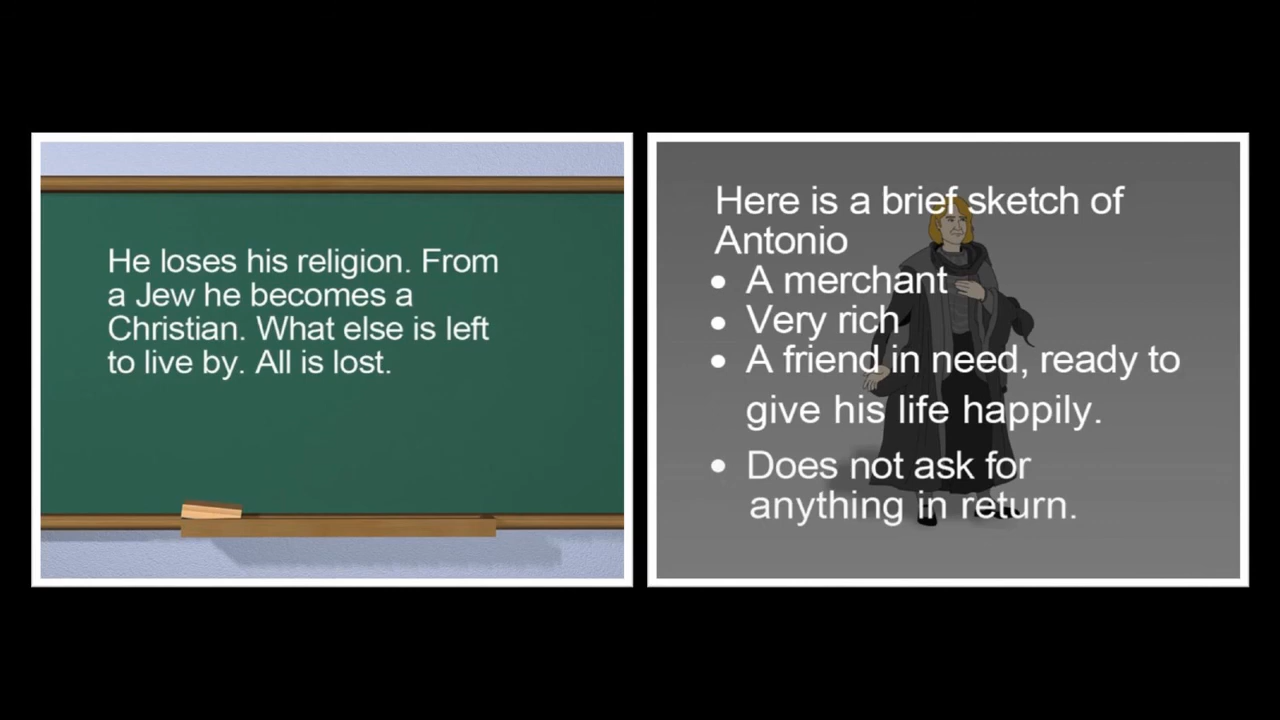 He loses his religion. From
a Jew he becomes a
Christian. What else is left
to live by. All is lost.
Here is a brief sketch of
Antonio
• A merchant
• Very rich
• A friend in need, ready to
give his life happily.
• Does not ask for
anything in return.